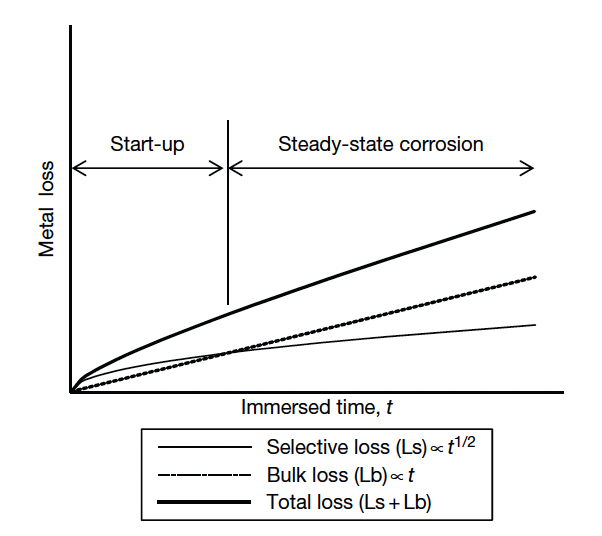 Start-up
Steady-state corrosion
Metal loss
Immersed time, t
Selective loss (Ls) ∝ t^1/2
Bulk loss (Lb) ∝ t
Total loss (Ls + Lb)